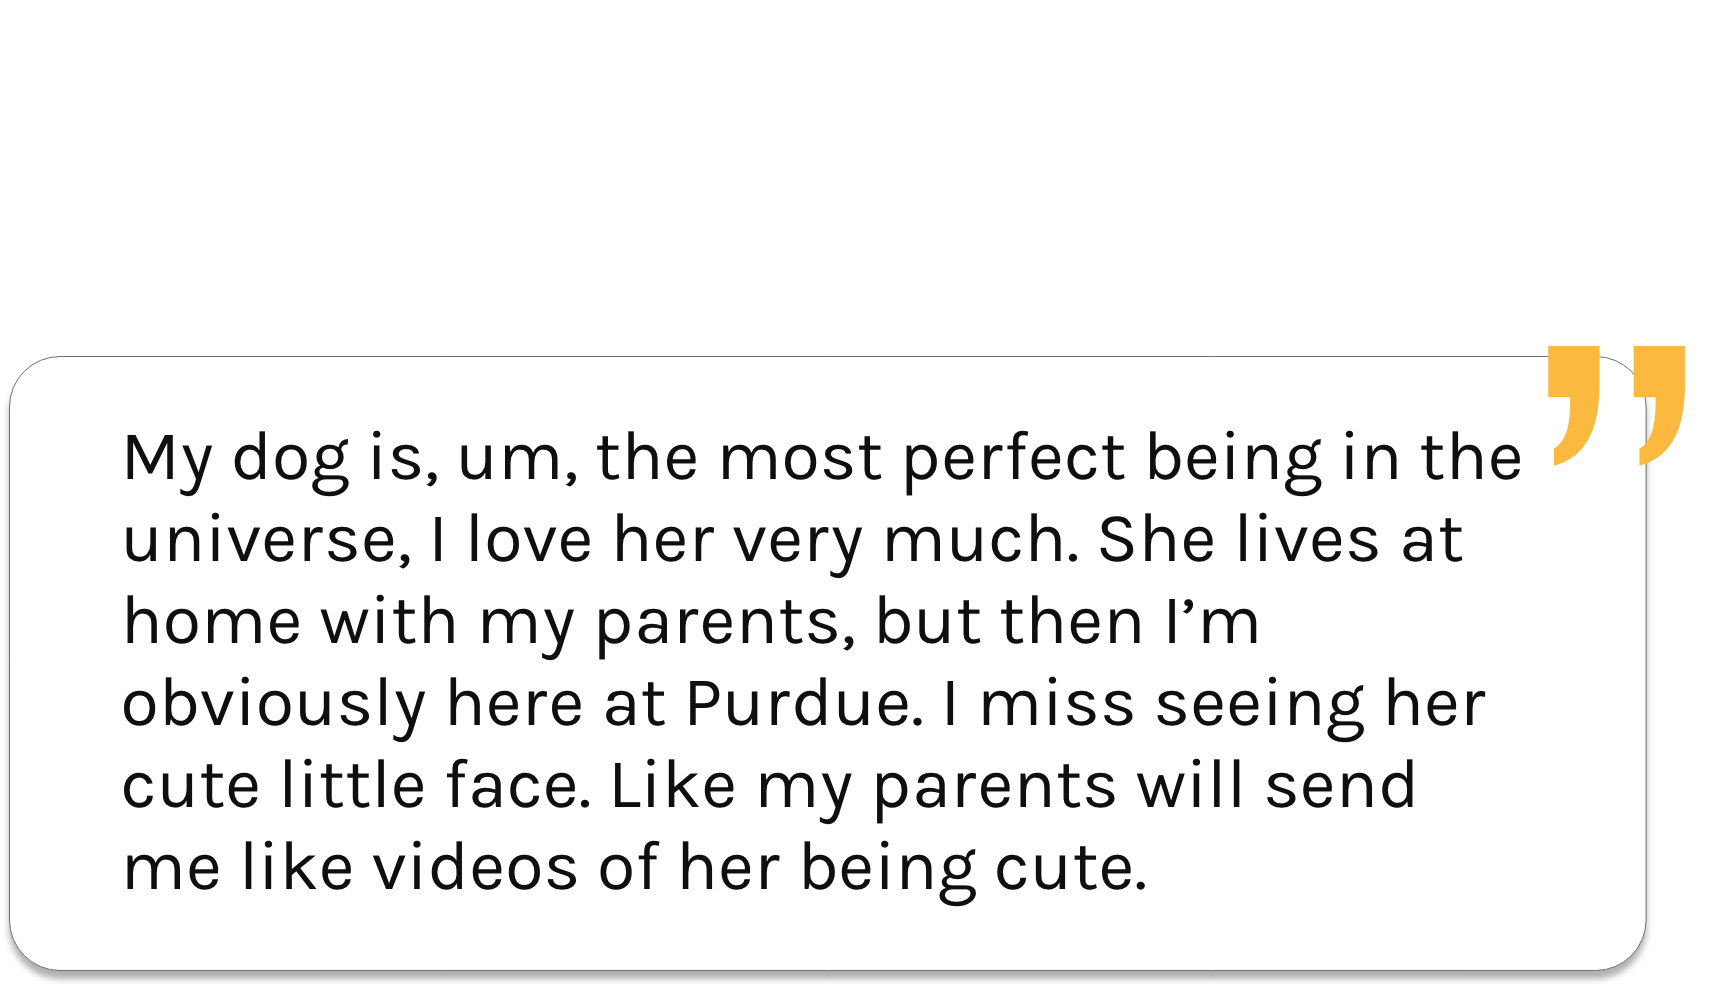 My dog is, um, the most perfect being in the
universe, I love her very much. She lives at
home with my parents, but then I’m
obviously here at Purdue. I miss seeing her
cute little face. Like my parents will send
me like videos of her being cute.
”